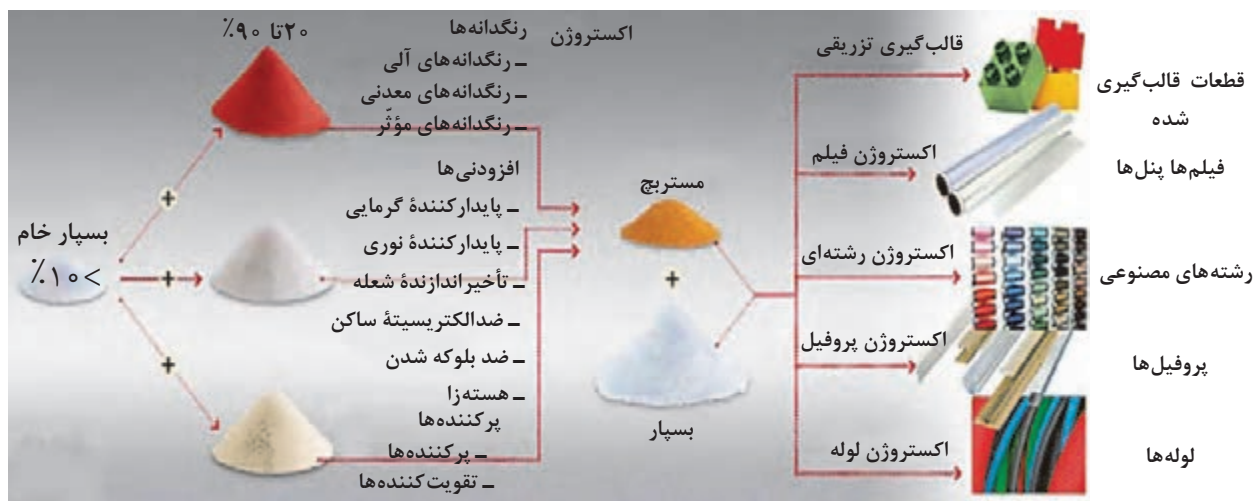 ۲۰تا ۹۰٪
بسپار خام
>۱۰٪
+
+
+
رنگدانه‌ها
ـ رنگدانه‌های آلی
ـ رنگدانه‌های معدنی
ـ رنگدانه‌های مؤثّر
افزودنی‌ها
ـ پایدارکنندهٔ گرمایی
ـ پایدارکنندهٔ نوری
ـ تأخیراندازندهٔ شعله
ـ ضدالکتریسیتهٔ ساکن
ـ ضد بلوکه شدن
ـ هسته‌زا
پرکننده‌ها
ـ پرکننده‌ها
ـ تقویت‌کننده‌ها
اکستروژن
مستربچ
+
بسپار
قالب‌گیری تزریقی
قطعات قالب‌گیری
شده
اکستروژن فیلم
فیلم‌ها پنل‌ها
اکستروژن رشته‌ای
رشته‌های مصنوعی
اکستروژن پروفیل
پروفیل‌ها
اکستروژن لوله
لوله‌ها